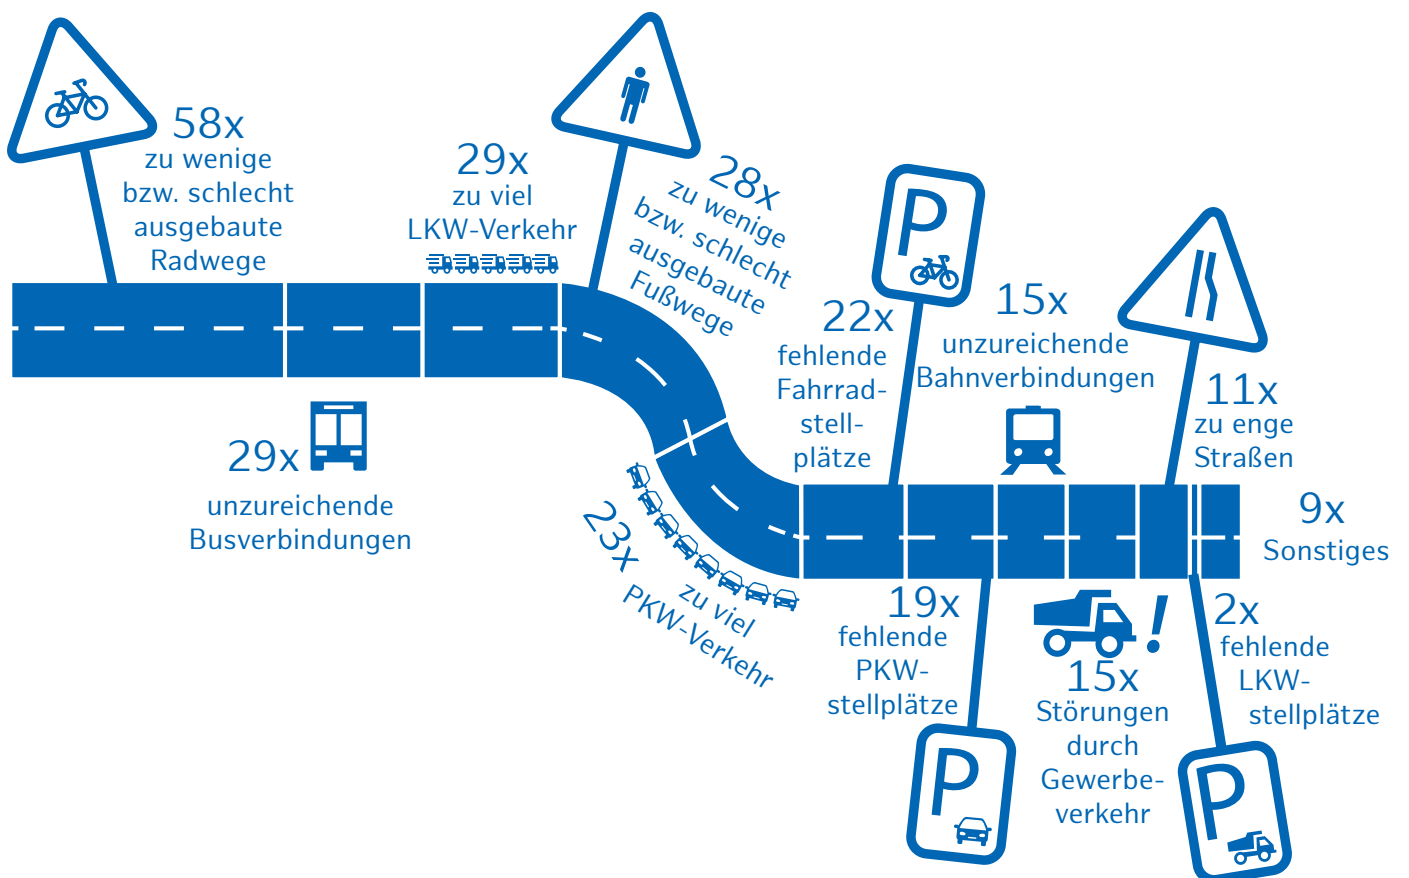 58x
zu wenige
bzw. schlecht
ausgebaute
Radwege
29x
unzureichende
Busverbindungen
29x
zu viel
LKW-Verkehr
28x
zu wenige
bzw. schlecht
ausgebaute
Fußwege
23x
zu viel
PKW-Verkehr
22x
fehlende
Fahrrad-
stell-
plätze
P
19x
fehlende
PKW-
stellplätze
P
15x
unzureichende
Bahnverbindungen
15x
Störungen
durch
Gewerbe-
verkehr
!
11x
zu enge
Straßen
2x
fehlende
LKW-
stellplätze
P
9x
Sonstiges